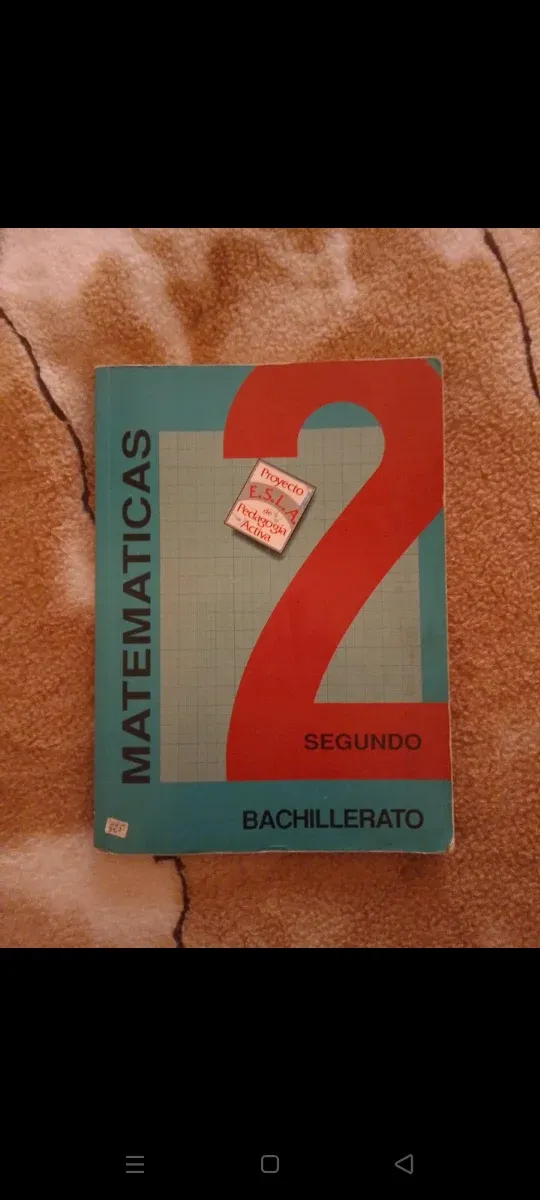 MATEMATICAS
Proyecto
E.S.L.A.
de
Pedagogía
Activa
2
SEGUNDO
BACHILLERATO